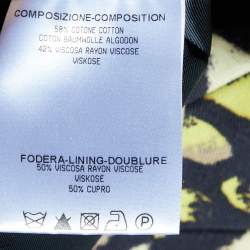 COMPOSIZIONE-COMPOSITION
58% COTONE COTTON
COTON BAUMWOLLE ALGODON
42% VISCOSA RAYON VISCOSE
VISKOSE
FODERA-LINING-DOUBLURE
50% VISCOSA RAYON VISCOSE
VISKOSE
50% CUPRO